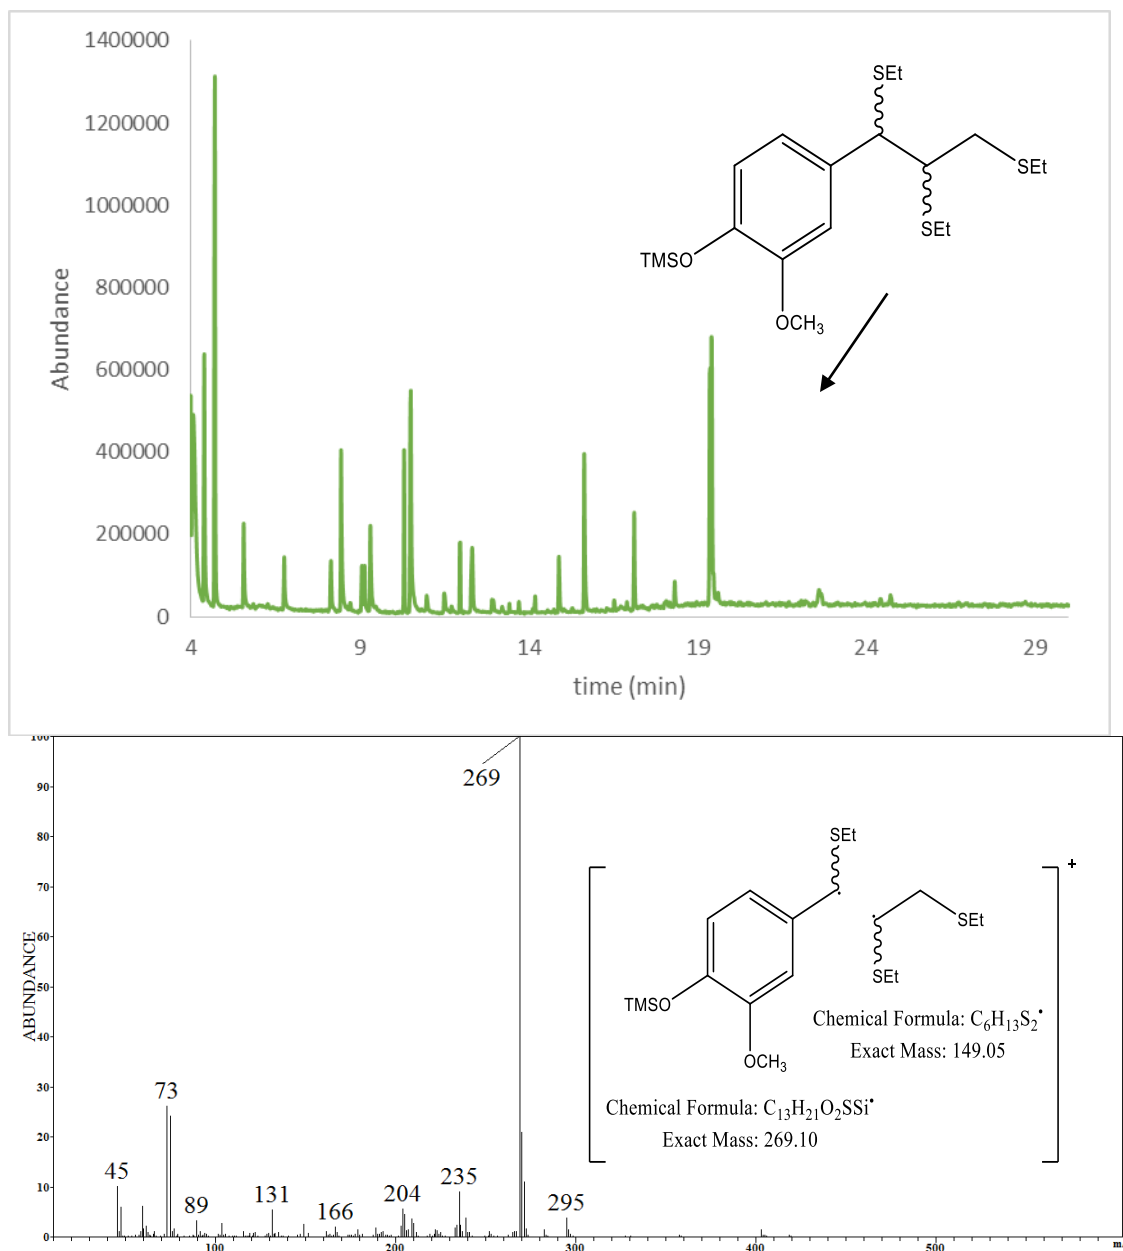 1400000
1200000
1000000
800000
600000
400000
200000
0
Abundance
4
9
14
19
24
29
time (min)
SEt
SEt
SEt
TMSO
OCH3
100
90
80
70
60
50
40
30
20
10
0
ABUNDANCE
269
73
45
89
131
166
204
235
295
100
200
300
400
500
m.
SEt
+
SEt
SEt
TMSO
OCH3
Chemical Formula: C6H13S2•
Exact Mass: 149.05
Chemical Formula: C13H21O2SSi•
Exact Mass: 269.10